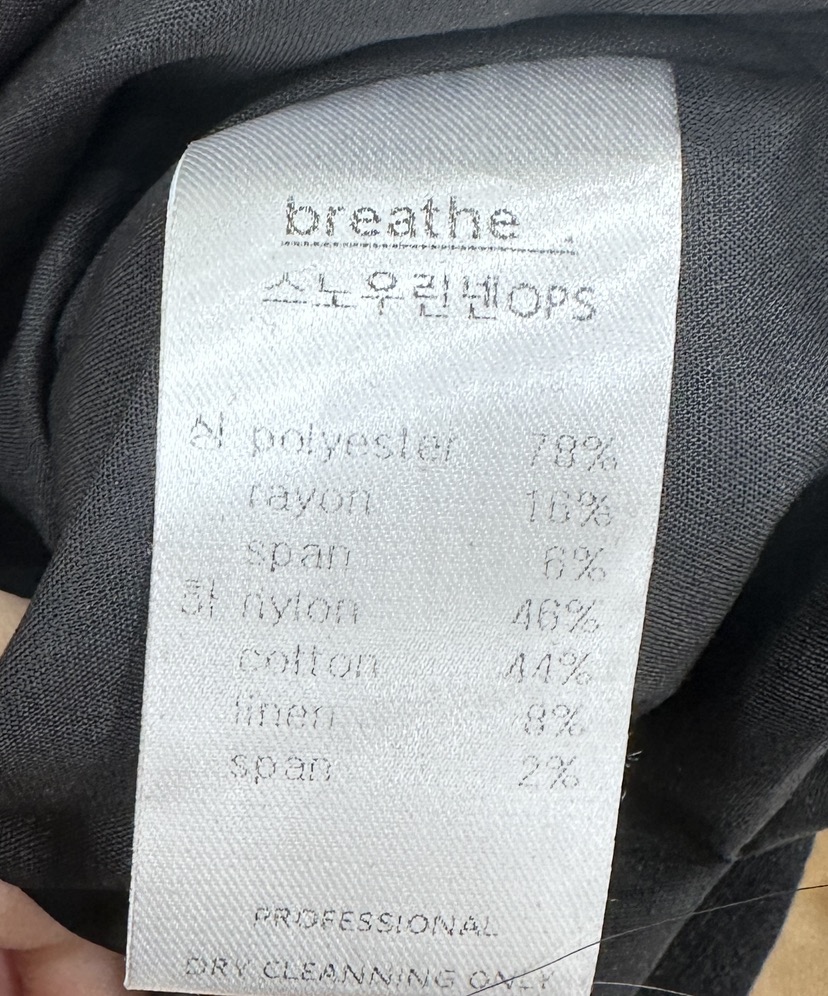 breathe
스노우린넨OPS
상 polyester 78%
rayon 16%
span 6%
하 nylon 46%
cotton 44%
linen 8%
span 2%
PROFESSIONAL
DRY CLEANNING ONLY